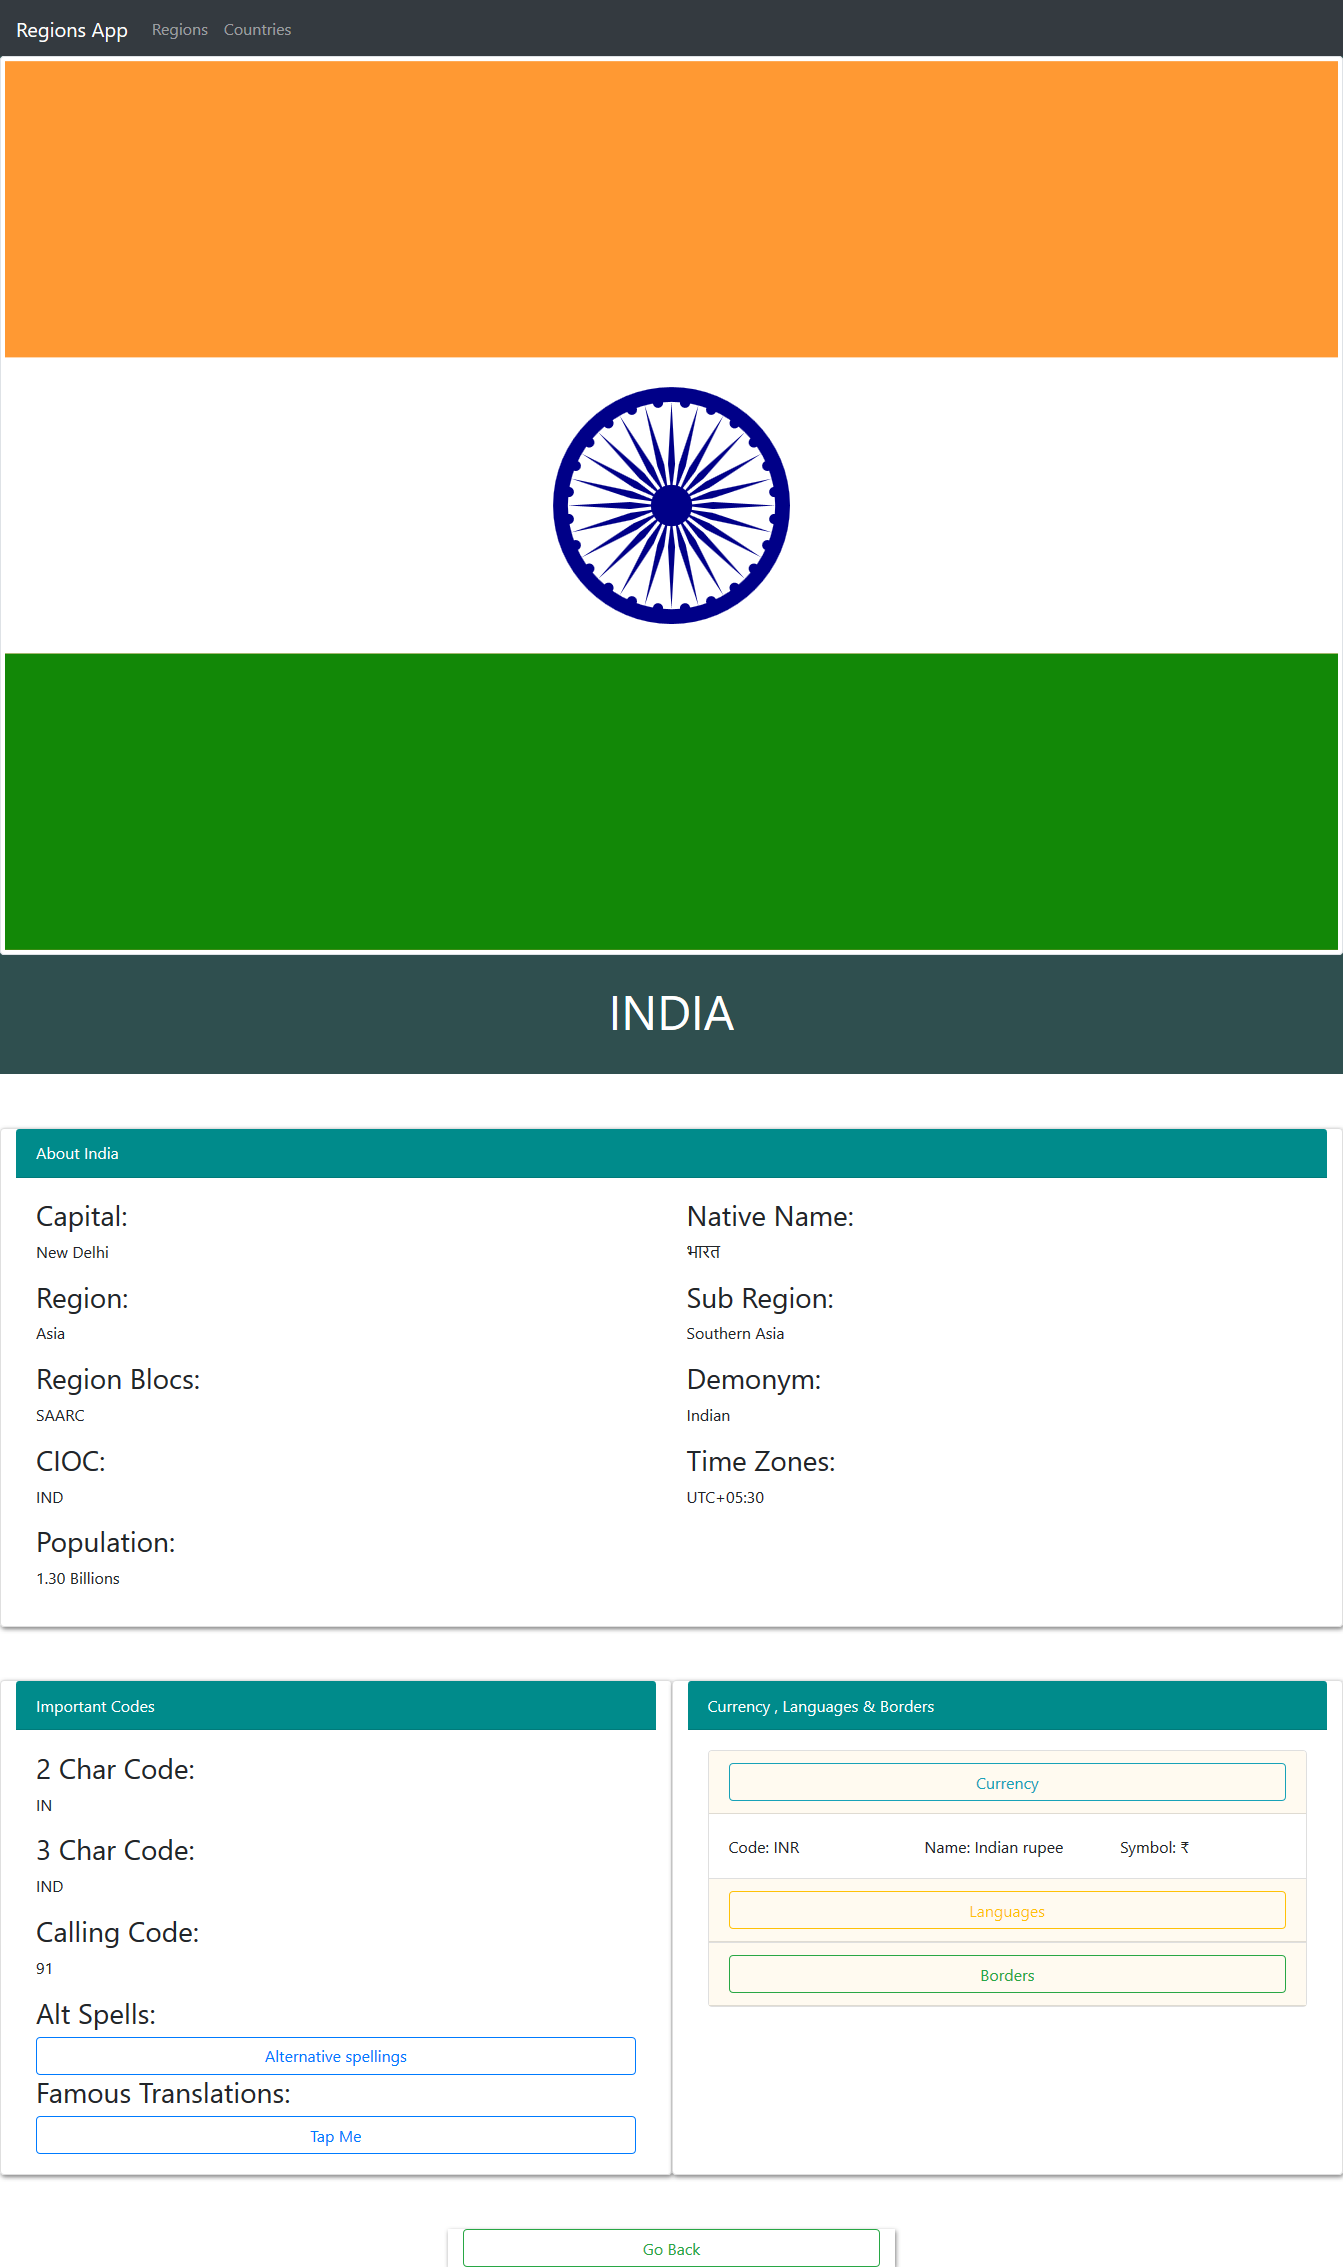 Regions App Regions Countries
INDIA
About India
Capital:
New Delhi
Native Name:
भारत
Region:
Asia
Sub Region:
Southern Asia
Region Blocs:
SAARC
Demonym:
Indian
CIOC:
IND
Time Zones:
UTC+05:30
Population:
1.30 Billions
Important Codes
2 Char Code:
IN
3 Char Code:
IND
Calling Code:
91
Alt Spells:
Alternative spellings
Famous Translations:
Tap Me
Currency , Languages & Borders
Currency
Code: INR Name: Indian rupee Symbol: ₹
Languages
Borders
Go Back